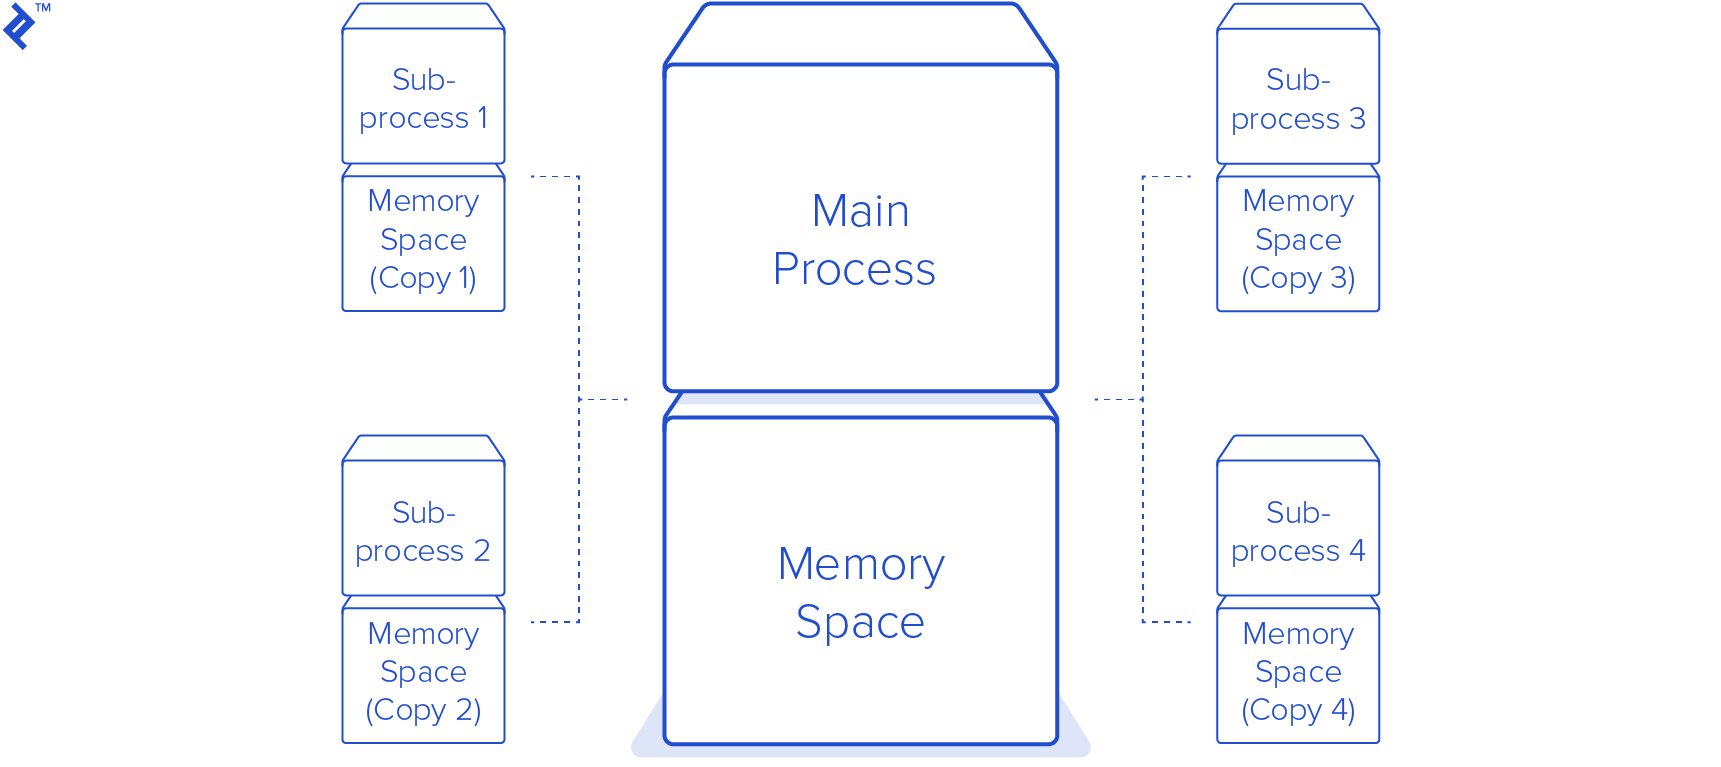 TM
Sub-
process 1
Memory
Space
(Copy 1)
Sub-
process 2
Memory
Space
(Copy 2)
Main
Process
Memory
Space
Sub-
process 3
Memory
Space
(Copy 3)
Sub-
process 4
Memory
Space
(Copy 4)